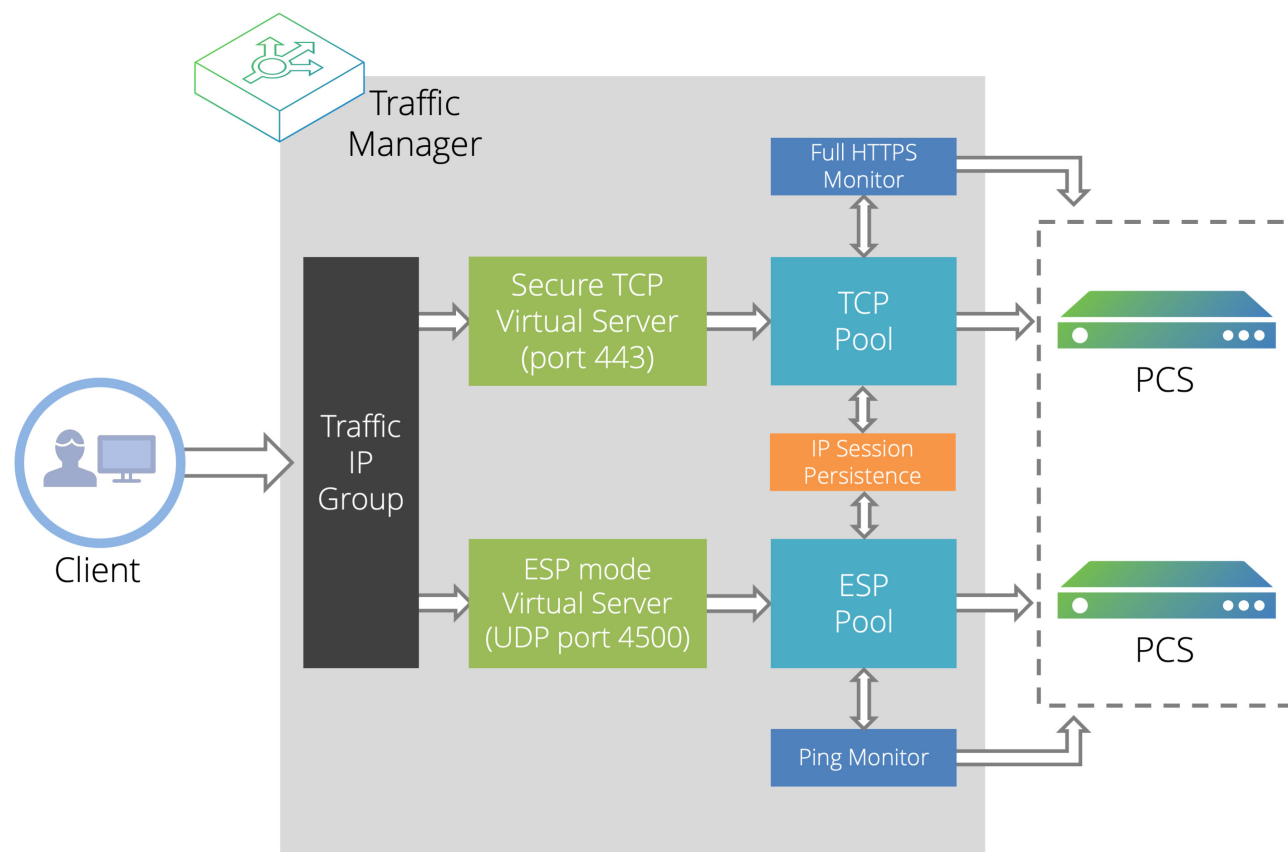 Traffic
Manager
Full HTTPS
Monitor
Secure TCP
Virtual Server
(port 443)
TCP
Pool
PCS
Traffic
IP
Group
IP Session
Persistence
Client
ESP mode
Virtual Server
(UDP port 4500)
ESP
Pool
PCS
Ping Monitor